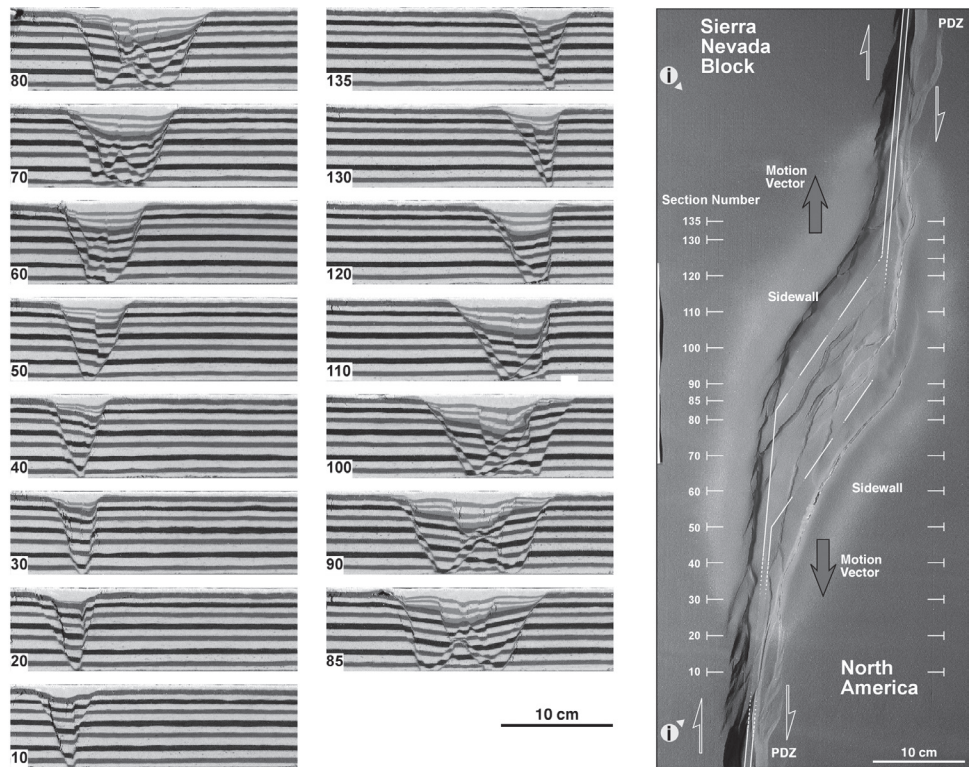 80
70
60
50
40
30
20
10
135
130
120
110
100
90
85
10 cm
Sierra
Nevada
Block
PDZ
i
Motion
Vector
Section Number
135
130
120
110
100
90
85
80
70
60
50
40
30
20
10
Sidewall
Sidewall
Motion
Vector
North
America
i
PDZ
10 cm